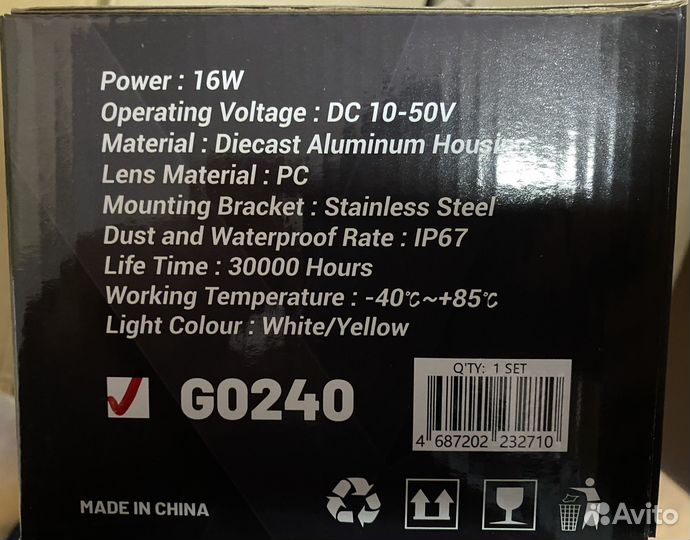 Power : 16W
Operating Voltage : DC 10-50V
Material : Diecast Aluminum Housing
Lens Material : PC
Mounting Bracket : Stainless Steel
Dust and Waterproof Rate : IP67
Life Time : 30000 Hours
Working Temperature : -40℃~+85℃
Light Colour : White/Yellow
Q'TY: 1 SET
G0240
4 687202 232710
MADE IN CHINA
Avito